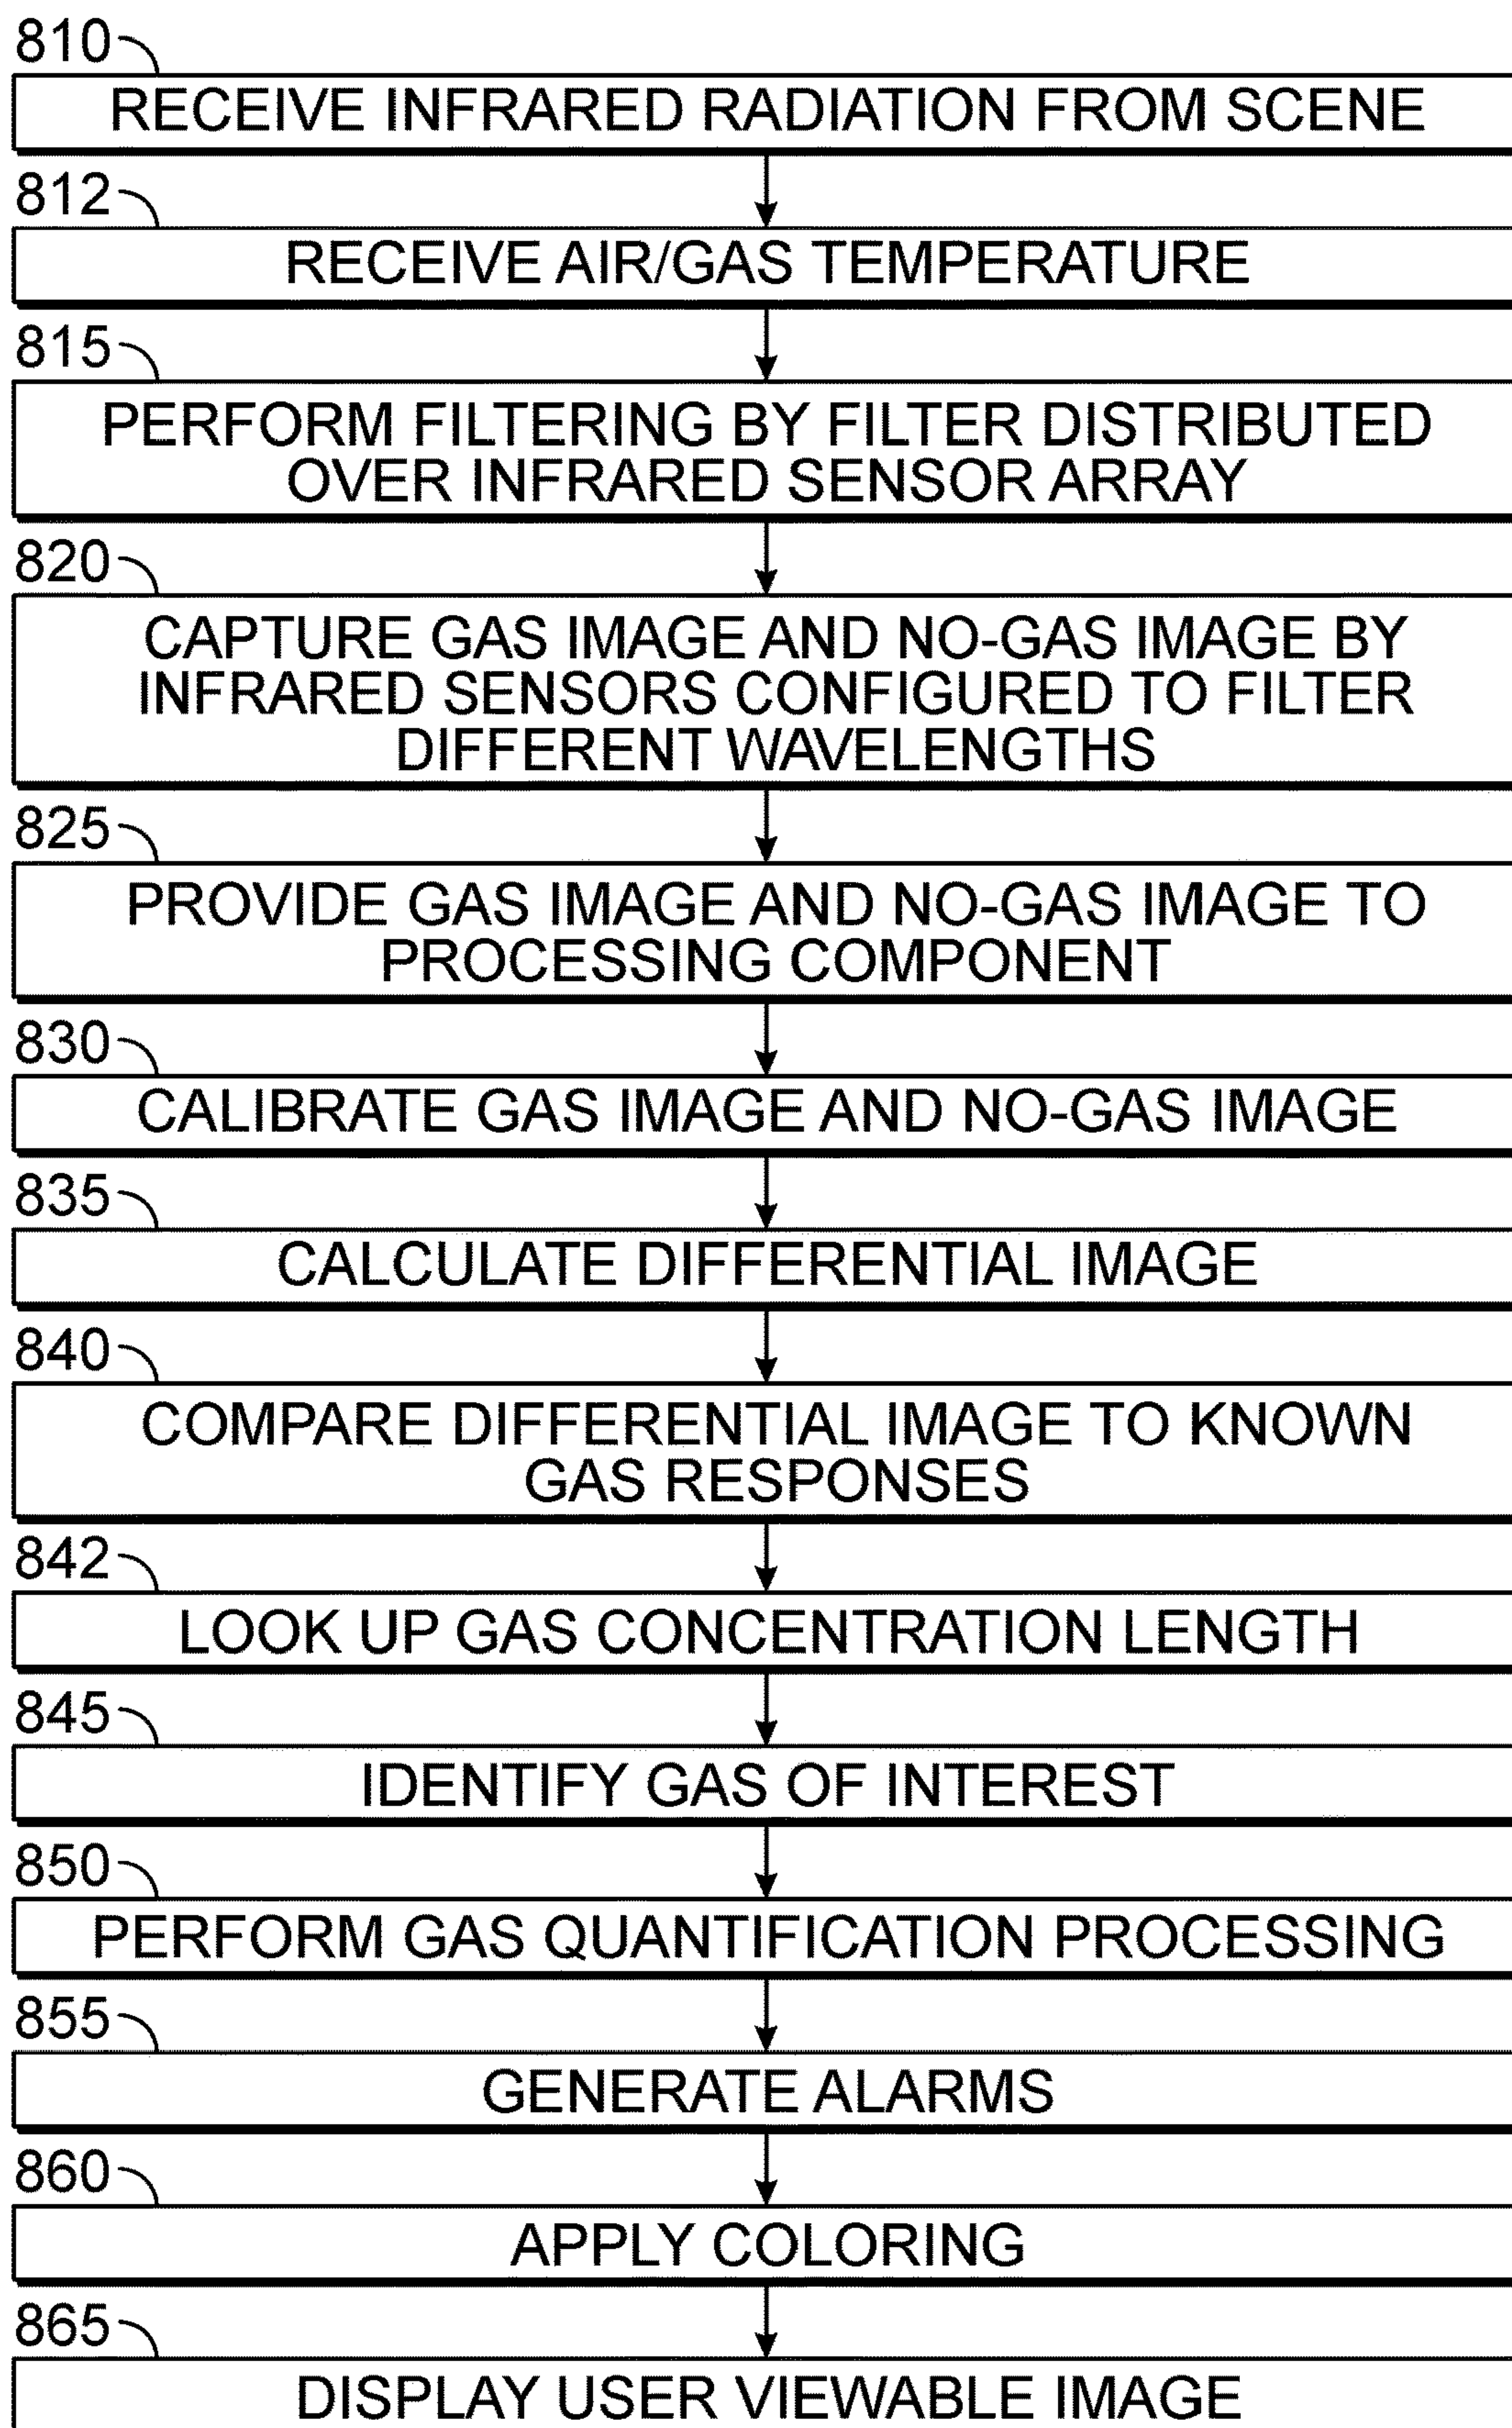 810
RECEIVE INFRARED RADIATION FROM SCENE
812
RECEIVE AIR/GAS TEMPERATURE
815
PERFORM FILTERING BY FILTER DISTRIBUTED
OVER INFRARED SENSOR ARRAY
820
CAPTURE GAS IMAGE AND NO-GAS IMAGE BY
INFRARED SENSORS CONFIGURED TO FILTER
DIFFERENT WAVELENGTHS
825
PROVIDE GAS IMAGE AND NO-GAS IMAGE TO
PROCESSING COMPONENT
830
CALIBRATE GAS IMAGE AND NO-GAS IMAGE
835
CALCULATE DIFFERENTIAL IMAGE
840
COMPARE DIFFERENTIAL IMAGE TO KNOWN
GAS RESPONSES
842
LOOK UP GAS CONCENTRATION LENGTH
845
IDENTIFY GAS OF INTEREST
850
PERFORM GAS QUANTIFICATION PROCESSING
855
GENERATE ALARMS
860
APPLY COLORING
865
DISPLAY USER VIEWABLE IMAGE